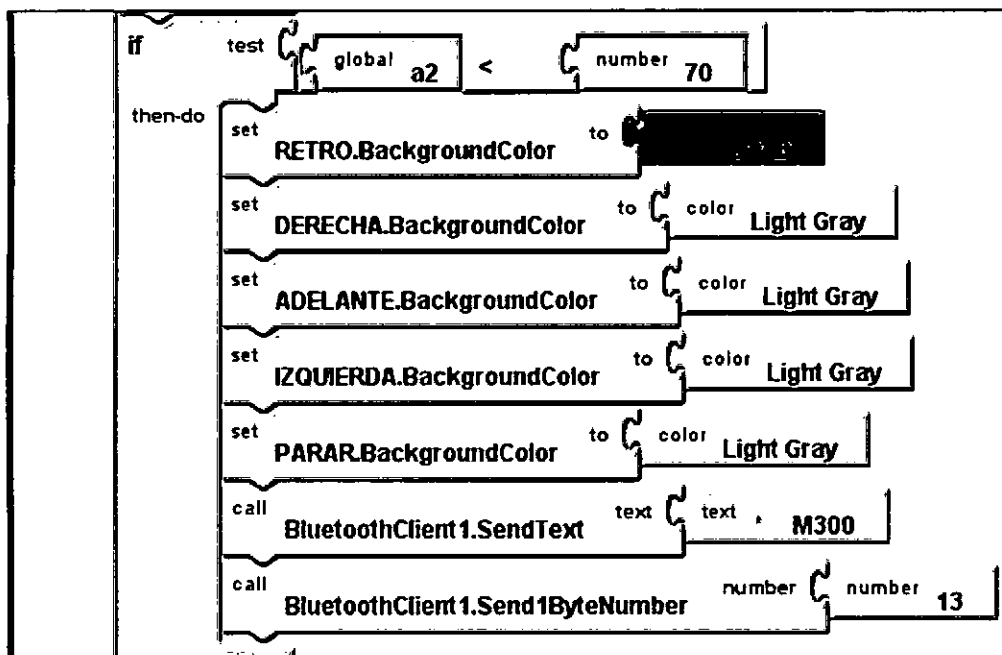 if test global a2 < number 70
then-do set RETRO.BackgroundColor to
set DERECHA.BackgroundColor to color Light Gray
set ADELANTE.BackgroundColor to color Light Gray
set IZQUIERDA.BackgroundColor to color Light Gray
set PARAR.BackgroundColor to color Light Gray
call BluetoothClient1.SendText text text M300
call BluetoothClient1.Send1ByteNumber number number 13